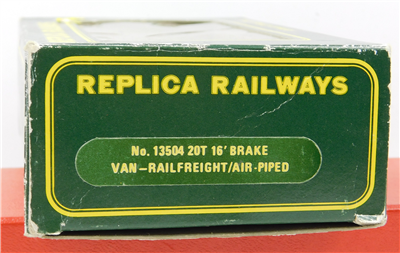 REPLICA RAILWAYS
No. 13504 20T 16' BRAKE
VAN–RAILFREIGHT/AIR-PIPED